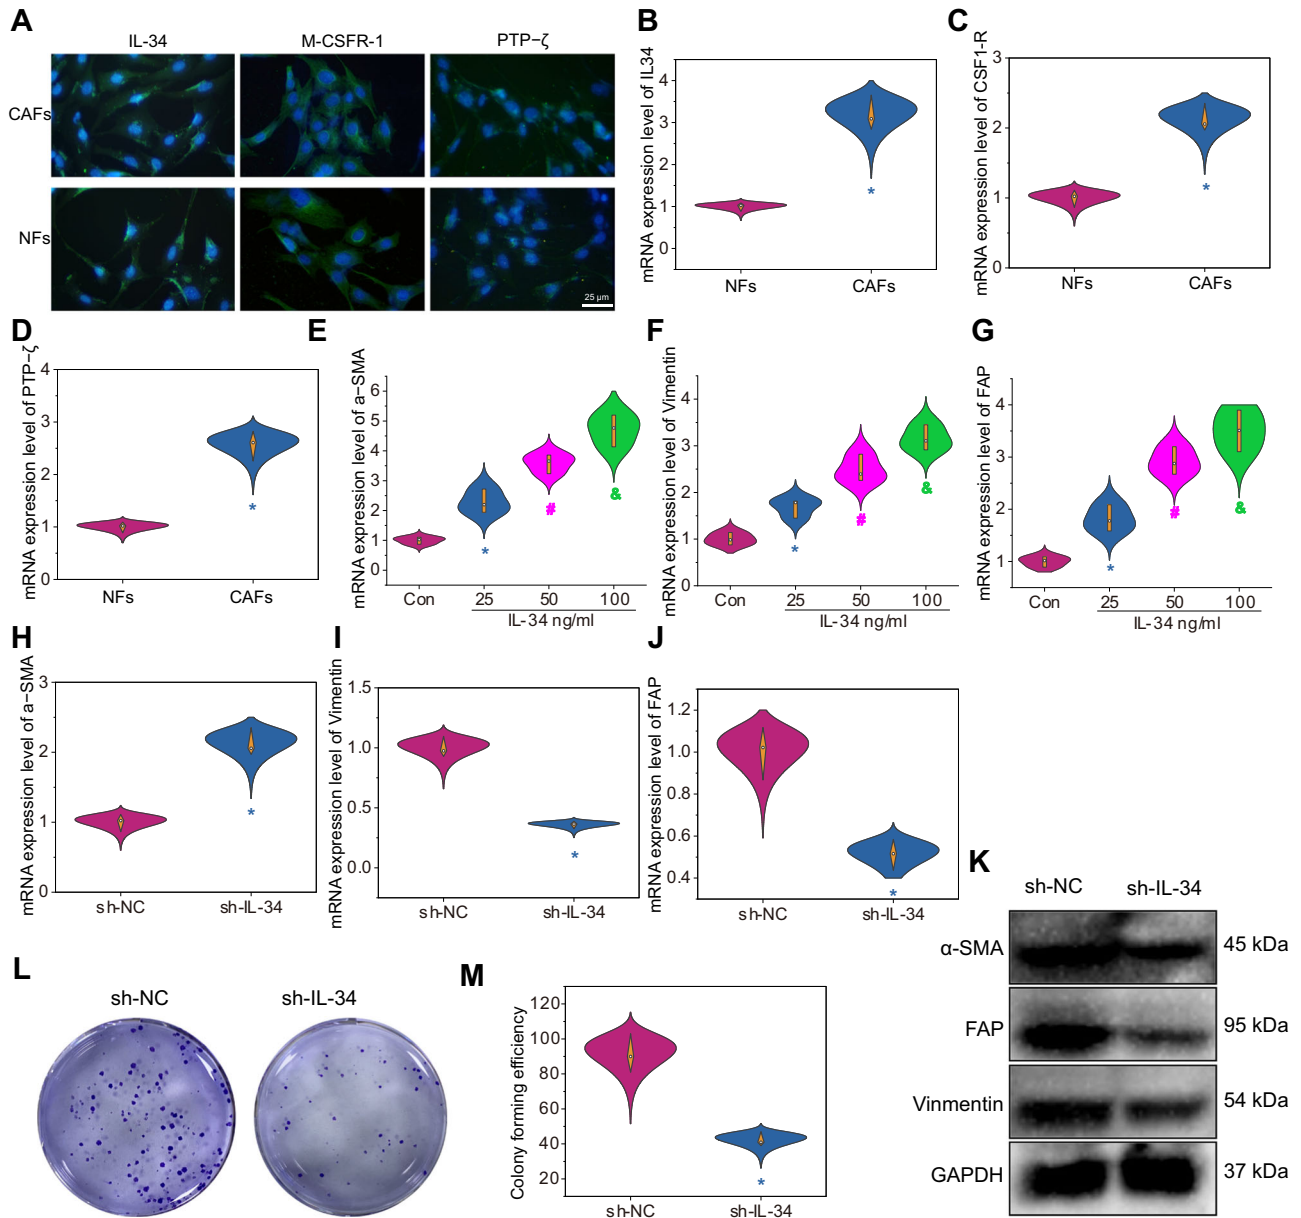 A
IL-34
M-CSFR-1
PTP-ζ
CAFs
NFs
25 μm
B
mRNA expression level of IL34
4
3
2
1
0
NFs
CAFs
*
C
mRNA expression level of CSF1-R
3
2
1
0
NFs
CAFs
*
D
mRNA expression level of PTP-ζ
4
3
2
1
0
NFs
CAFs
*
E
mRNA expression level of a-SMA
6
5
4
3
2
1
0
*
#
&
Con
25
50
100
IL-34 ng/ml
F
mRNA expression level of Vimentin
4
3
2
1
0
*
#
&
Con
25
50
100
IL-34 ng/ml
G
mRNA expression level of FAP
4
3
2
1
*
#
&
Con
25
50
100
IL-34 ng/ml
H
mRNA expression level of a-SMA
3
2
1
0
*
sh-NC
sh-IL-34
I
mRNA expression level of Vimentin
1.5
1.0
0.5
0.0
*
sh-NC
sh-IL-34
J
mRNA expression level of FAP
1.2
1.0
0.8
0.6
0.4
*
sh-NC
sh-IL-34
K
sh-NC
sh-IL-34
α-SMA
45 kDa
FAP
95 kDa
Vinmentin
54 kDa
GAPDH
37 kDa
L
sh-NC
sh-IL-34
M
Colony forming efficiency
120
100
80
60
40
20
*
sh-NC
sh-IL-34